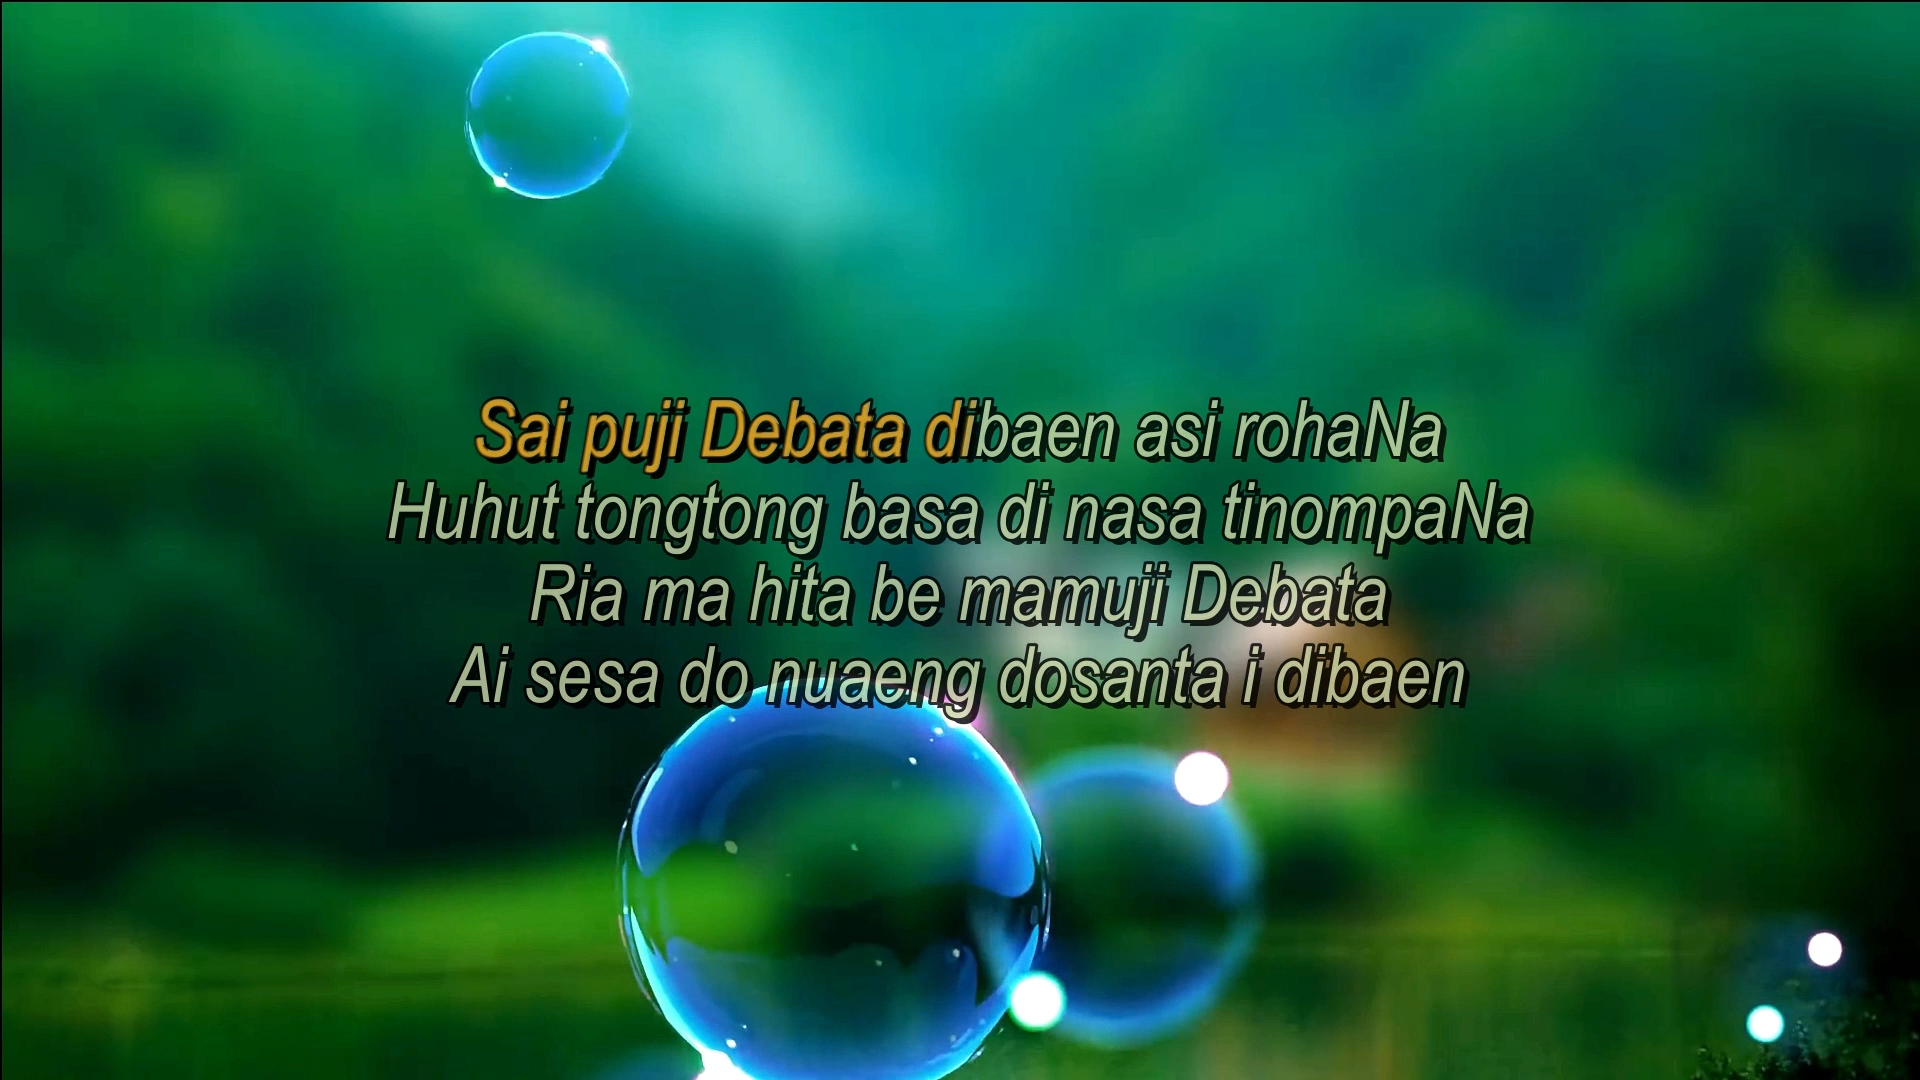 Sai puji Debata dibaen asi rohaNa
Huhut tongtong basa di nasa tinompaNa
Ria ma hita be mamuji Debata
Ai sesa do nuaeng dosanta i dibaen